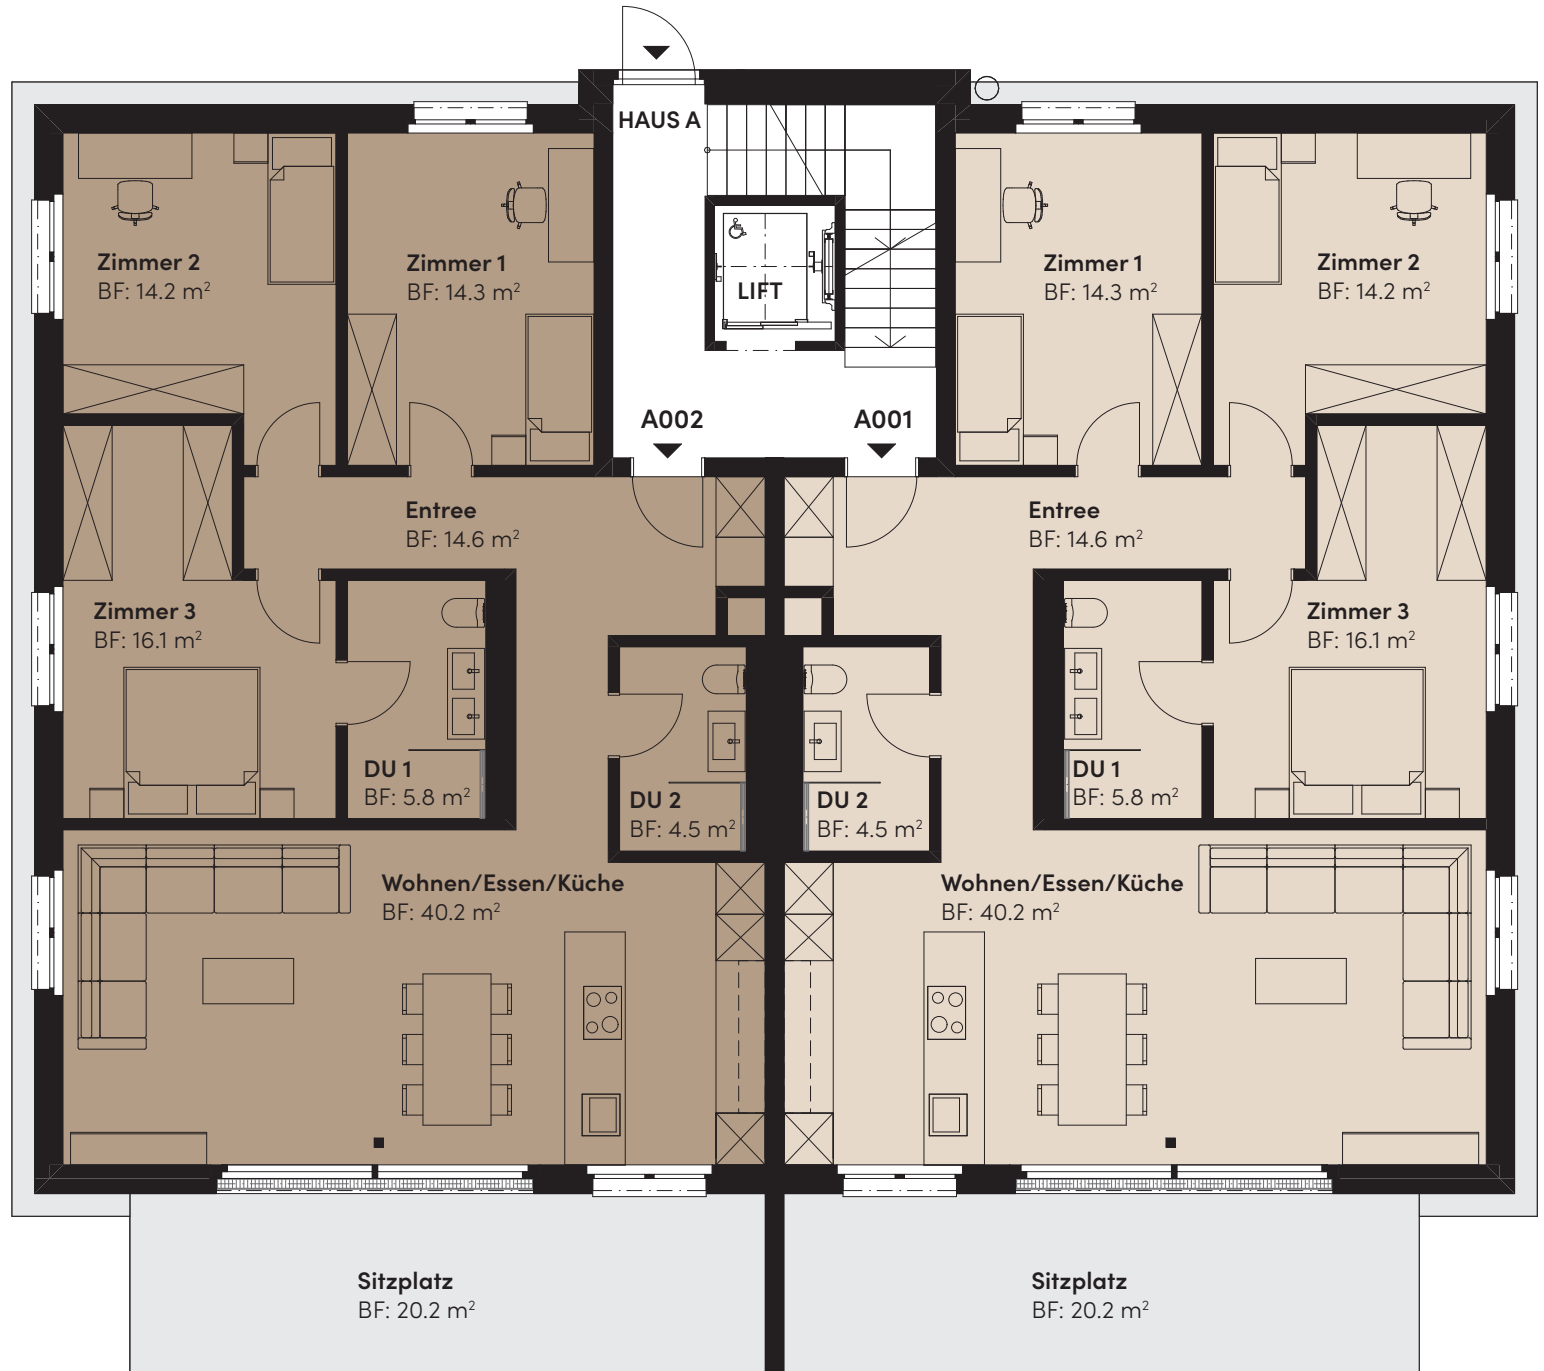 HAUS A
LIFT
A002
A001
Zimmer 2
BF: 14.2 m²
Zimmer 1
BF: 14.3 m²
Zimmer 1
BF: 14.3 m²
Zimmer 2
BF: 14.2 m²
Entree
BF: 14.6 m²
Entree
BF: 14.6 m²
Zimmer 3
BF: 16.1 m²
Zimmer 3
BF: 16.1 m²
DU 1
BF: 5.8 m²
DU 2
BF: 4.5 m²
DU 2
BF: 4.5 m²
DU 1
BF: 5.8 m²
Wohnen/Essen/Küche
BF: 40.2 m²
Wohnen/Essen/Küche
BF: 40.2 m²
Sitzplatz
BF: 20.2 m²
Sitzplatz
BF: 20.2 m²